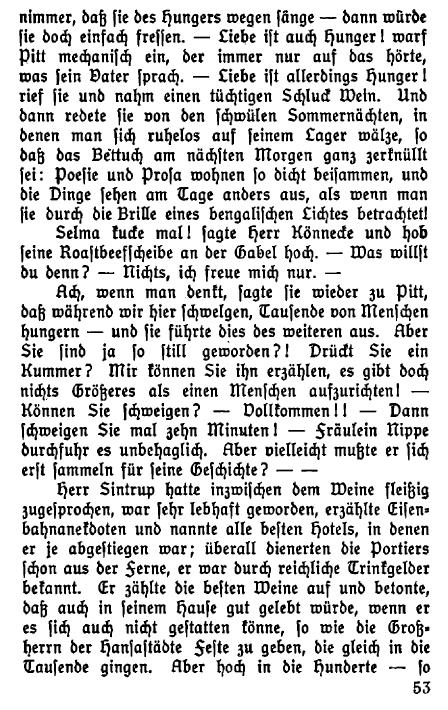 nimmer, daß sie des Hungers wegen sänge — dann würde
sie doch einfach fressen. — Liebe ist auch Hunger! warf
Pitt mechanisch ein, der immer nur auf das hörte,
was sein Vater sprach. — Liebe ist allerdings Hunger!
rief sie und nahm einen tüchtigen Schluck Wein. Und
dann redete sie von den schwülen Sommernächten, in
denen man sich ruhelos auf seinem Lager wälze, so
daß das Bettuch am nächsten Morgen ganz zerknüllt
sei: Poesie und Prosa wohnen so dicht beisammen, und
die Dinge sehen am Tage anders aus, als wenn man
sie durch die Brille eines bengalischen Lichtes betrachtet!
Selma kucke mal! sagte Herr Könnecke und hob
seine Roastbeefscheibe an der Gabel hoch. — Was willst
du denn? — Nichts, ich freue mich nur. —
Ach, wenn man denkt, sagte sie wieder zu Pitt,
daß während wir hier schwelgen, Tausende von Menschen
hungern — und sie führte dies des weiteren aus. Aber
Sie sind ja so still geworden?! Drückt Sie ein
Kummer? Mir können Sie ihn erzählen, es gibt doch
nichts Größeres als einen Menschen aufzurichten! —
Können Sie schweigen? — Vollkommen!! — Dann
schweigen Sie mal zehn Minuten! — Fräulein Nippe
durchfuhr es unbehaglich. Aber vielleicht mußte er sich
erst sammeln für seine Geschichte? — —
Herr Sintrup hatte inzwischen dem Weine fleißig
zugesprochen, war sehr lebhaft geworden, erzählte Eisen-
bahnanekdoten und nannte alle besten Hotels, in denen
er je abgestiegen war; überall dienerten die Portiers
schon aus der Ferne, er war durch reichliche Trinkgelder
bekannt. Er zählte die besten Weine auf und betonte,
daß auch in seinem Hause gut gelebt würde, wenn er
es sich auch nicht gestatten könne, so wie die Groß-
herrn der Hansastädte Feste zu geben, die gleich in die
Tausende gingen. Aber hoch in die Hunderte — so
53